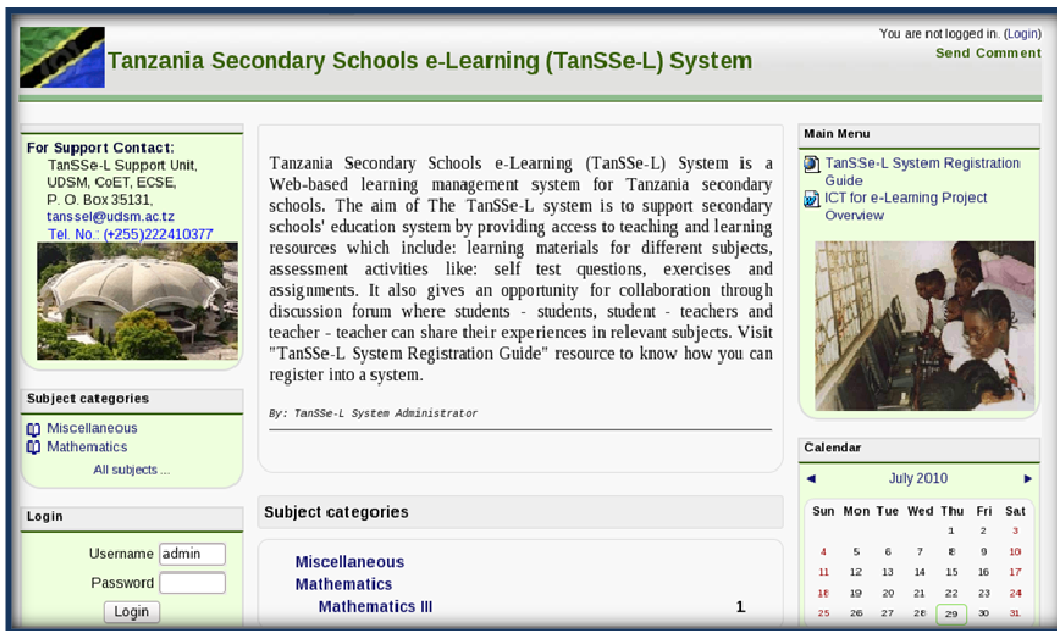 You are not logged in. (Login)
Send Comment
Tanzania Secondary Schools e-Learning (TanSSe-L) System
For Support Contact:
TanSSe-L Support Unit,
UDSM, CoET, ECSE,
P. O. Box 35131,
tanssel@udsm.ac.tz
Tel. No.: (+255)222410377
Subject categories
Miscellaneous
Mathematics
All subjects ...
Login
Username admin
Password
Login
Tanzania Secondary Schools e-Learning (TanSSe-L) System is a
Web-based learning management system for Tanzania secondary
schools. The aim of The TanSSe-L system is to support secondary
schools' education system by providing access to teaching and learning
resources which include: learning materials for different subjects,
assessment activities like: self test questions, exercises and
assignments. It also gives an opportunity for collaboration through
discussion forum where students - students, student - teachers and
teacher - teacher can share their experiences in relevant subjects. Visit
"TanSSe-L System Registration Guide" resource to know how you can
register into a system.
By: TanSSe-L System Administrator
Subject categories
Miscellaneous
Mathematics
Mathematics III 1
Main Menu
TanSSe-L System Registration
Guide
ICT for e-Learning Project
Overview
Calendar
◄ July 2010 ►
Sun Mon Tue Wed Thu Fri Sat
1 2 3
4 5 6 7 8 9 10
11 12 13 14 15 16 17
18 19 20 21 22 23 24
25 26 27 28 29 30 31